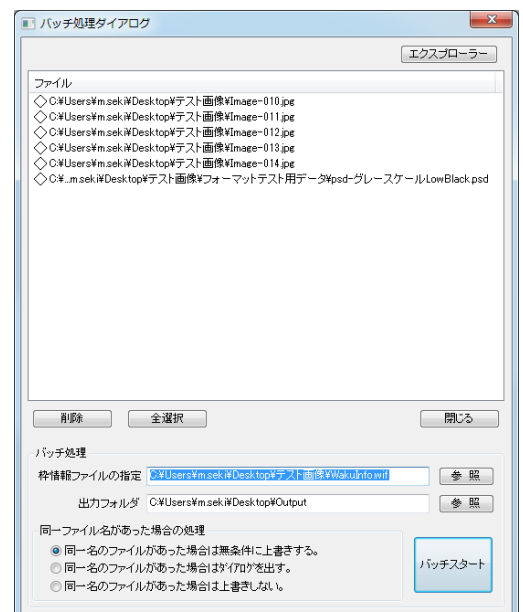 バッチ処理ダイアログ
エクスプローラー
ファイル
C:¥Users¥m.seki¥Desktop¥テスト画像¥Image-010.jpg
C:¥Users¥m.seki¥Desktop¥テスト画像¥Image-011.jpg
C:¥Users¥m.seki¥Desktop¥テスト画像¥Image-012.jpg
C:¥Users¥m.seki¥Desktop¥テスト画像¥Image-013.jpg
C:¥Users¥m.seki¥Desktop¥テスト画像¥Image-014.jpg
C:¥...m.seki¥Desktop¥テスト画像¥フォーマットテスト用データ¥psd-グレースケールLowBlack.psd
削除 全選択 閉じる
バッチ処理
枠情報ファイルの指定 C:¥Users¥m.seki¥Desktop¥テスト画像¥WakuInfo.wif 参 照
出力フォルダ C:¥Users¥m.seki¥Desktop¥Output 参 照
同一ファイル名があった場合の処理
同一名のファイルがあった場合は無条件に上書きする。
同一名のファイルがあった場合はﾀﾞｲｱﾛｸﾞを出す。
同一名のファイルがあった場合は上書きしない。
バッチスタート